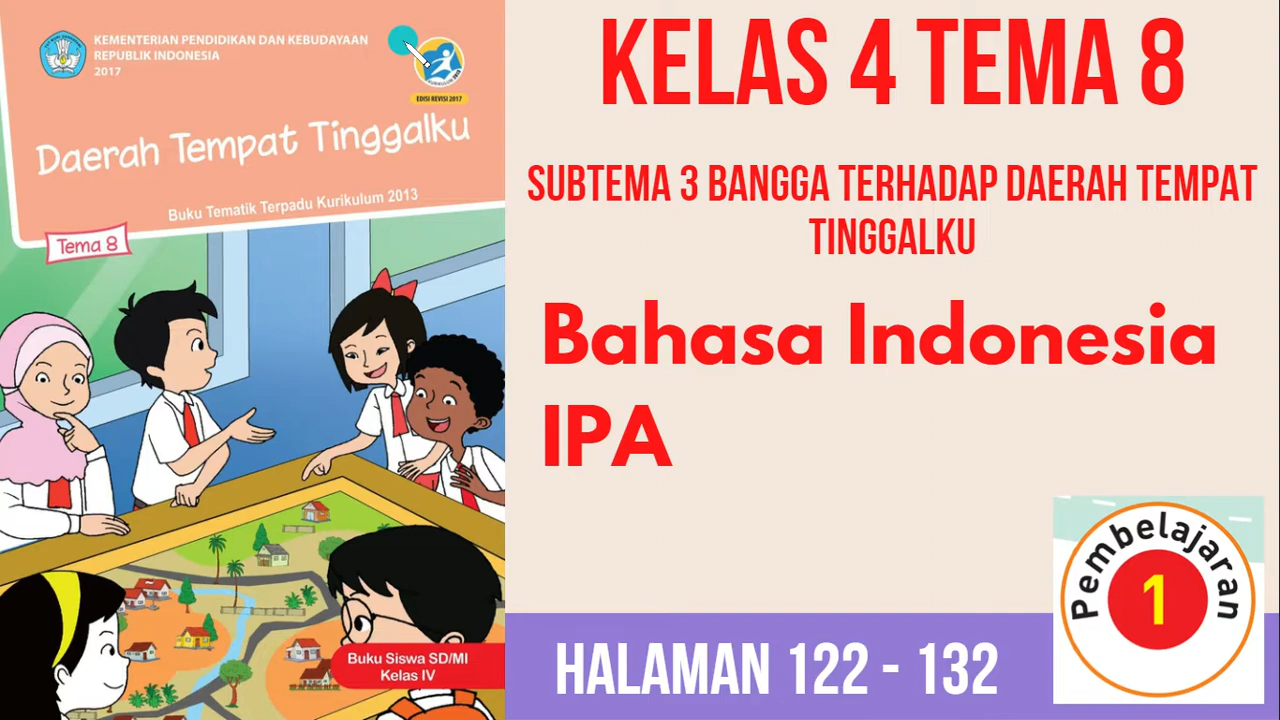 KEMENTERIAN PENDIDIKAN DAN KEBUDAYAAN
REPUBLIK INDONESIA
2017
KURIKULUM 2013
EDISI REVISI 2017
Daerah Tempat Tinggalku
Buku Tematik Terpadu Kurikulum 2013
Tema 8
Buku Siswa SD/MI
Kelas IV
KELAS 4 TEMA 8
SUBTEMA 3 BANGGA TERHADAP DAERAH TEMPAT
TINGGALKU
Bahasa Indonesia
IPA
Pembelajaran
1
HALAMAN 122 - 132